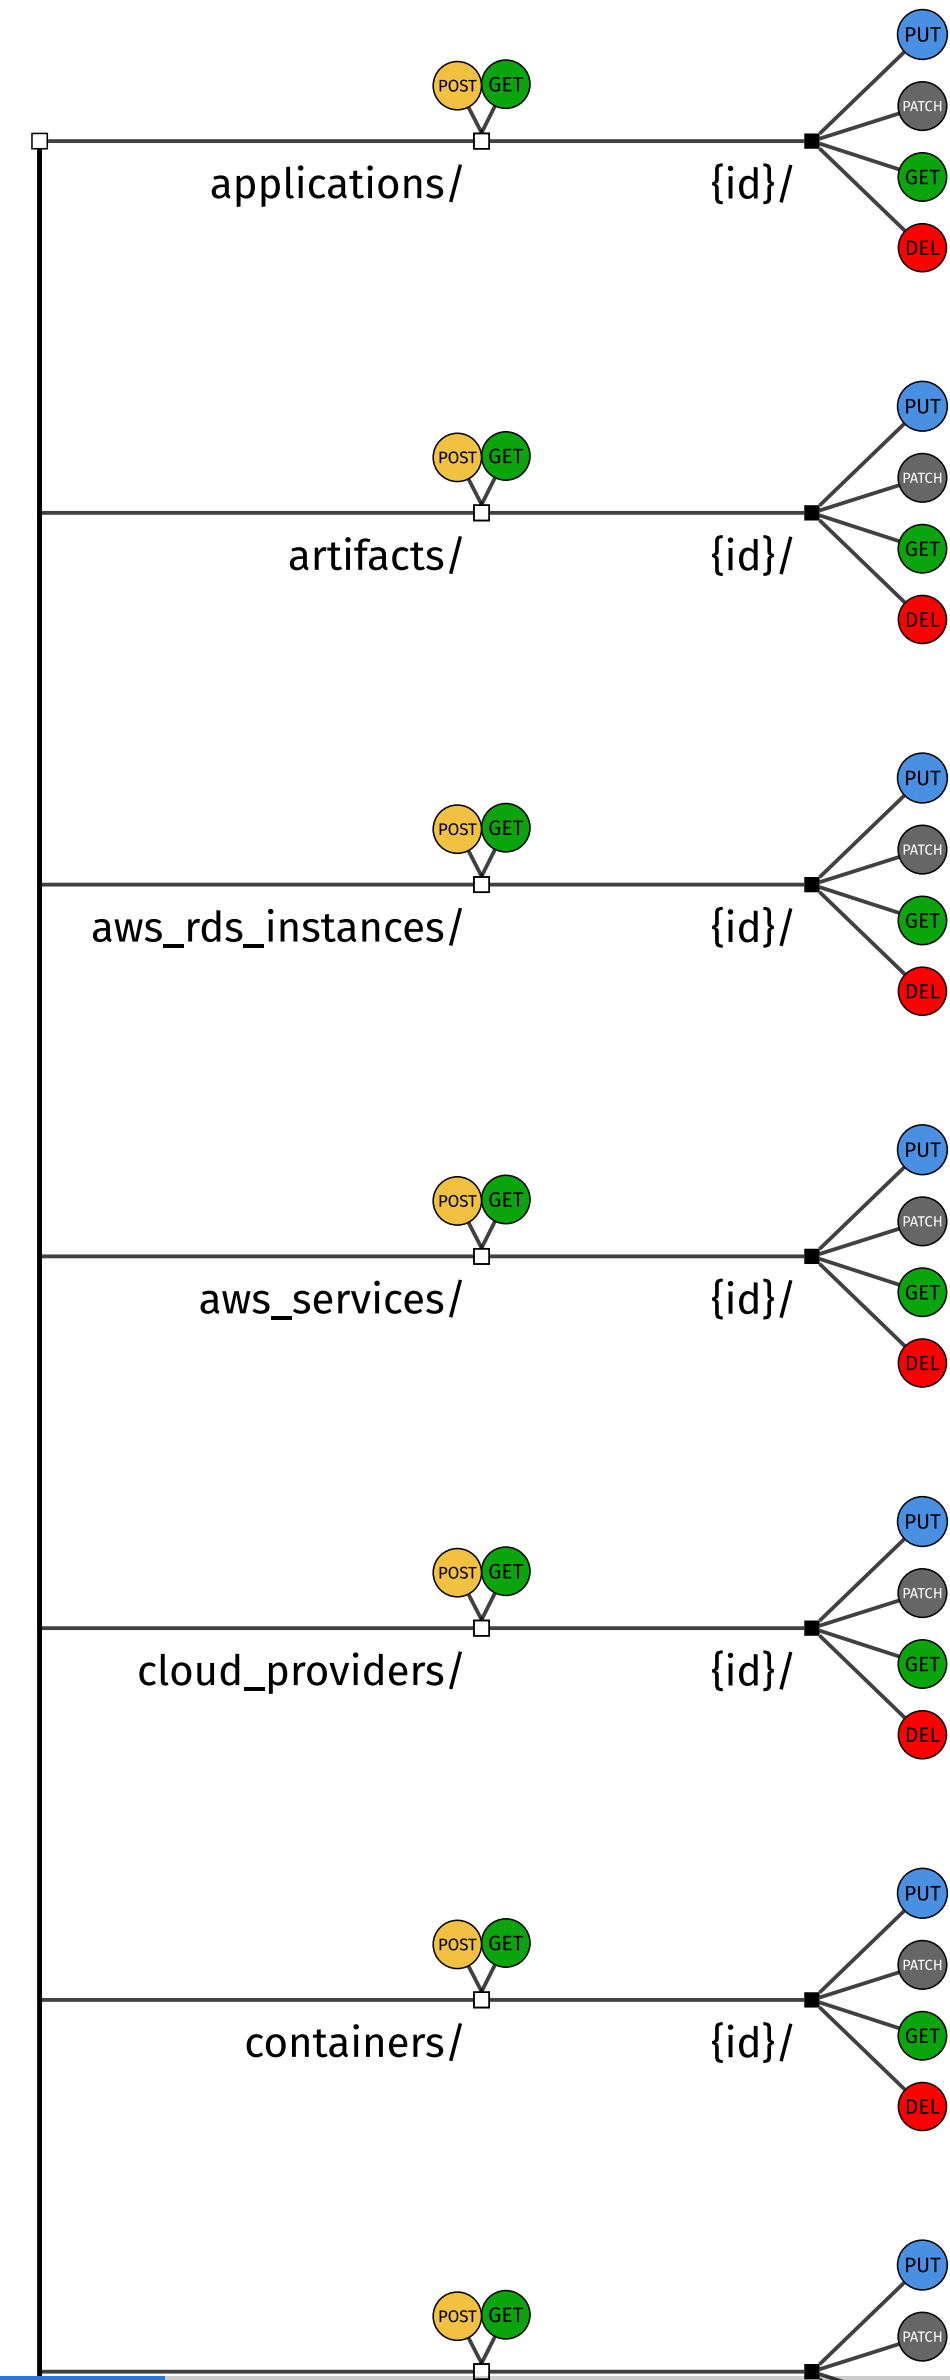 PUT
POST GET
PATCH
applications/ {id}/
GET
DEL
PUT
POST GET
PATCH
artifacts/ {id}/
GET
DEL
PUT
POST GET
PATCH
aws_rds_instances/ {id}/
GET
DEL
PUT
POST GET
PATCH
aws_services/ {id}/
GET
DEL
PUT
POST GET
PATCH
cloud_providers/ {id}/
GET
DEL
PUT
POST GET
PATCH
containers/ {id}/
GET
DEL
PUT
POST GET
PATCH